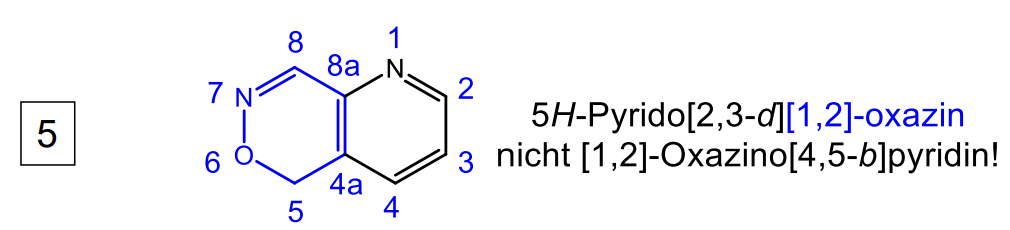 5
8
1
8a
7
N
N
2
5H-Pyrido[2,3-d][1,2]-oxazin
6
O
3
nicht [1,2]-Oxazino[4,5-b]pyridin!
4a
5
4